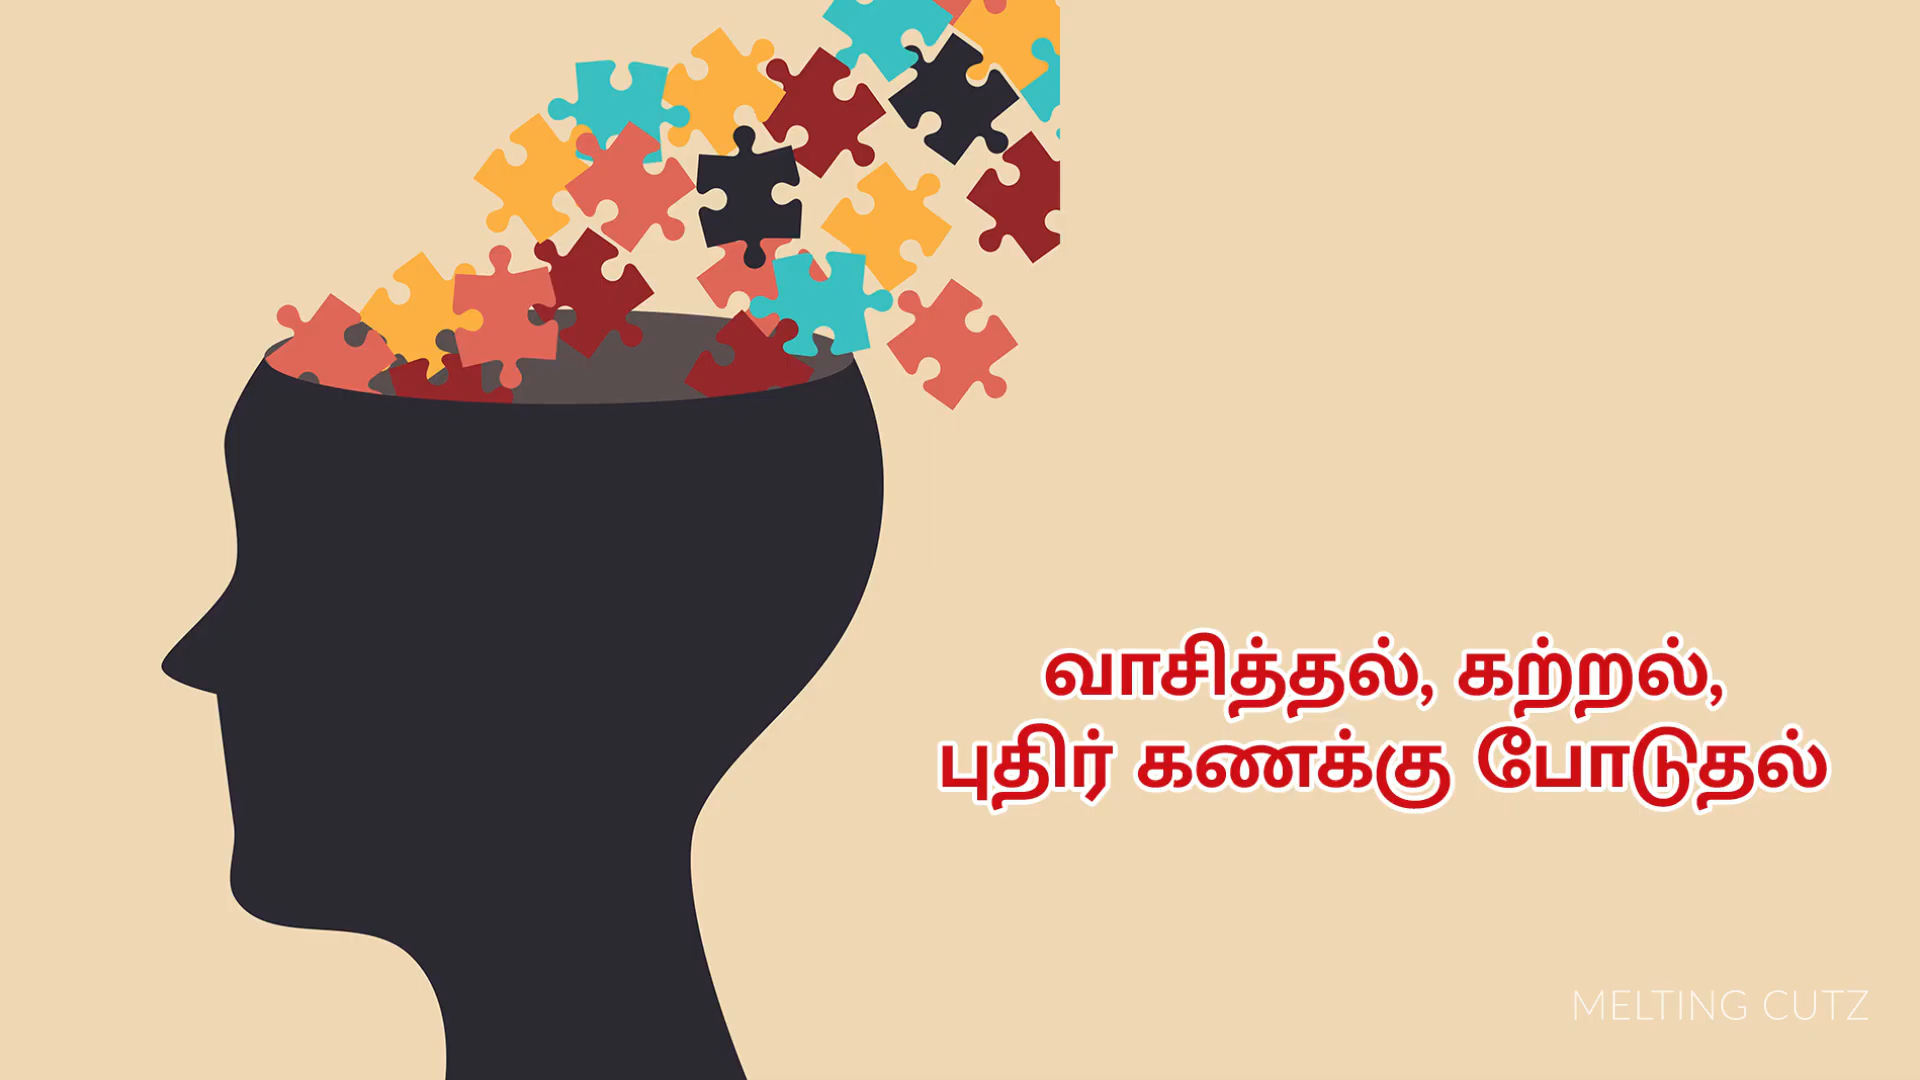 வாசித்தல், கற்றல்,
புதிர் கணக்கு போடுதல்
MELTING CUTZ